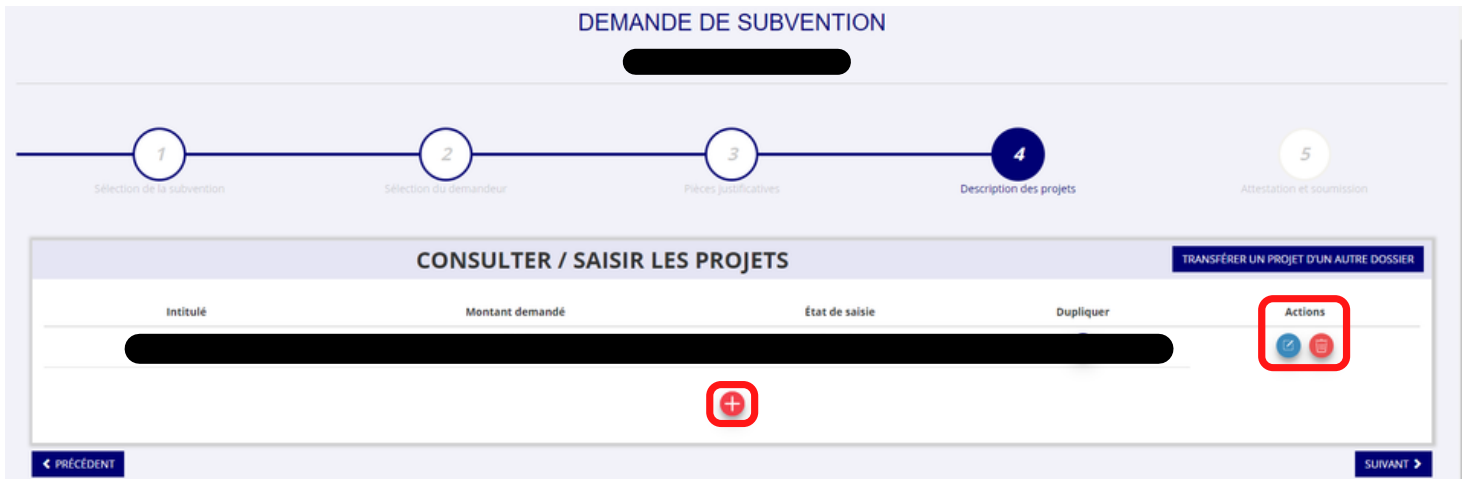 DEMANDE DE SUBVENTION
1 2 3 4 5
Sélection de la subvention Sélection du demandeur Pièces justificatives Description des projets Attestation et soumission
CONSULTER / SAISIR LES PROJETS TRANSFÉRER UN PROJET D'UN AUTRE DOSSIER
Intitulé Montant demandé État de saisie Dupliquer Actions
PRÉCÉDENT SUIVANT